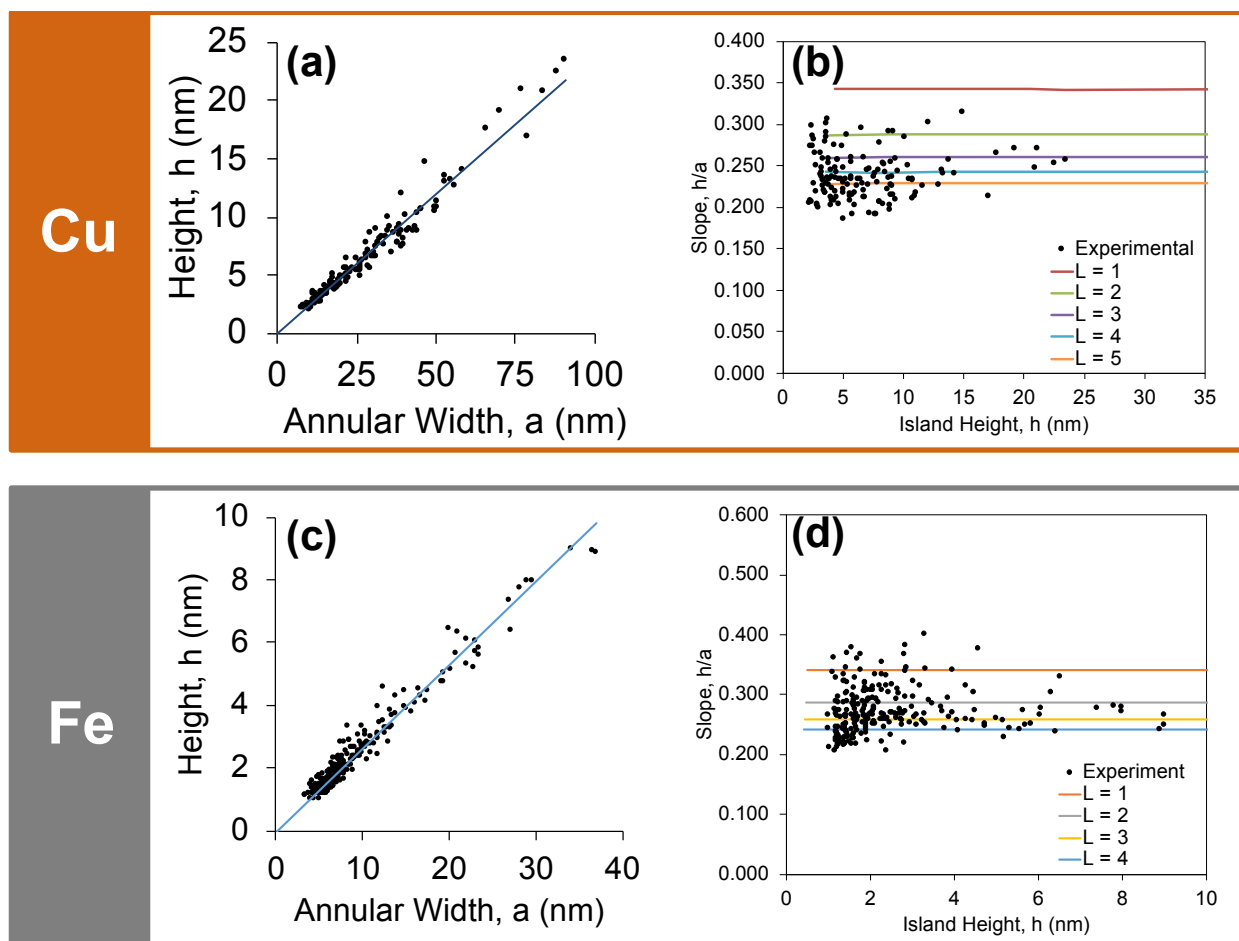 Cu
(a)
Height, h (nm)
25
20
15
10
5
0
0 25 50 75 100
Annular Width, a (nm)
(b)
Slope, h/a
0.400
0.350
0.300
0.250
0.200
0.150
0.100
0.050
0.000
Experimental
L = 1
L = 2
L = 3
L = 4
L = 5
0 5 10 15 20 25 30 35
Island Height, h (nm)
Fe
(c)
Height, h (nm)
10
8
6
4
2
0
0 10 20 30 40
Annular Width, a (nm)
(d)
Slope, h/a
0.600
0.500
0.400
0.300
0.200
0.100
0.000
Experiment
L = 1
L = 2
L = 3
L = 4
0 2 4 6 8 10
Island Height, h (nm)